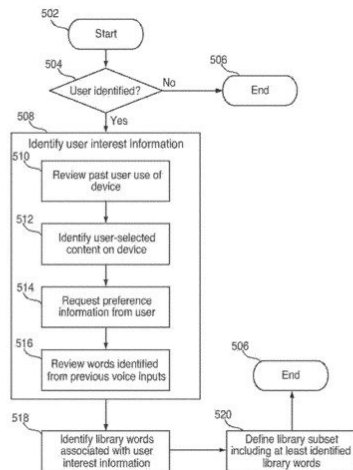 502
Start
504
User identified?
No
506
End
Yes
508
Identify user interest information
510
Review past user use of
device
512
Identify user-selected
content on device
514
Request preference
information from user
516
Review words identified
from previous voice inputs
506
End
518
Identify library words
associated with user
interest information
520
Define library subset
including at least identified
library words